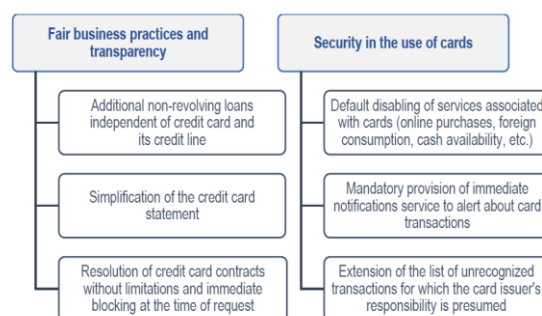 Fair business practices and
transparency
Additional non-revolving loans
independent of credit card and
its credit line
Simplification of the credit card
statement
Resolution of credit card contracts
without limitations and immediate
blocking at the time of request
Security in the use of cards
Default disabling of services associated
with cards (online purchases, foreign
consumption, cash availability, etc.)
Mandatory provision of immediate
notifications service to alert about card
transactions
Extension of the list of unrecognized
transactions for which the card issuer's
responsibility is presumed